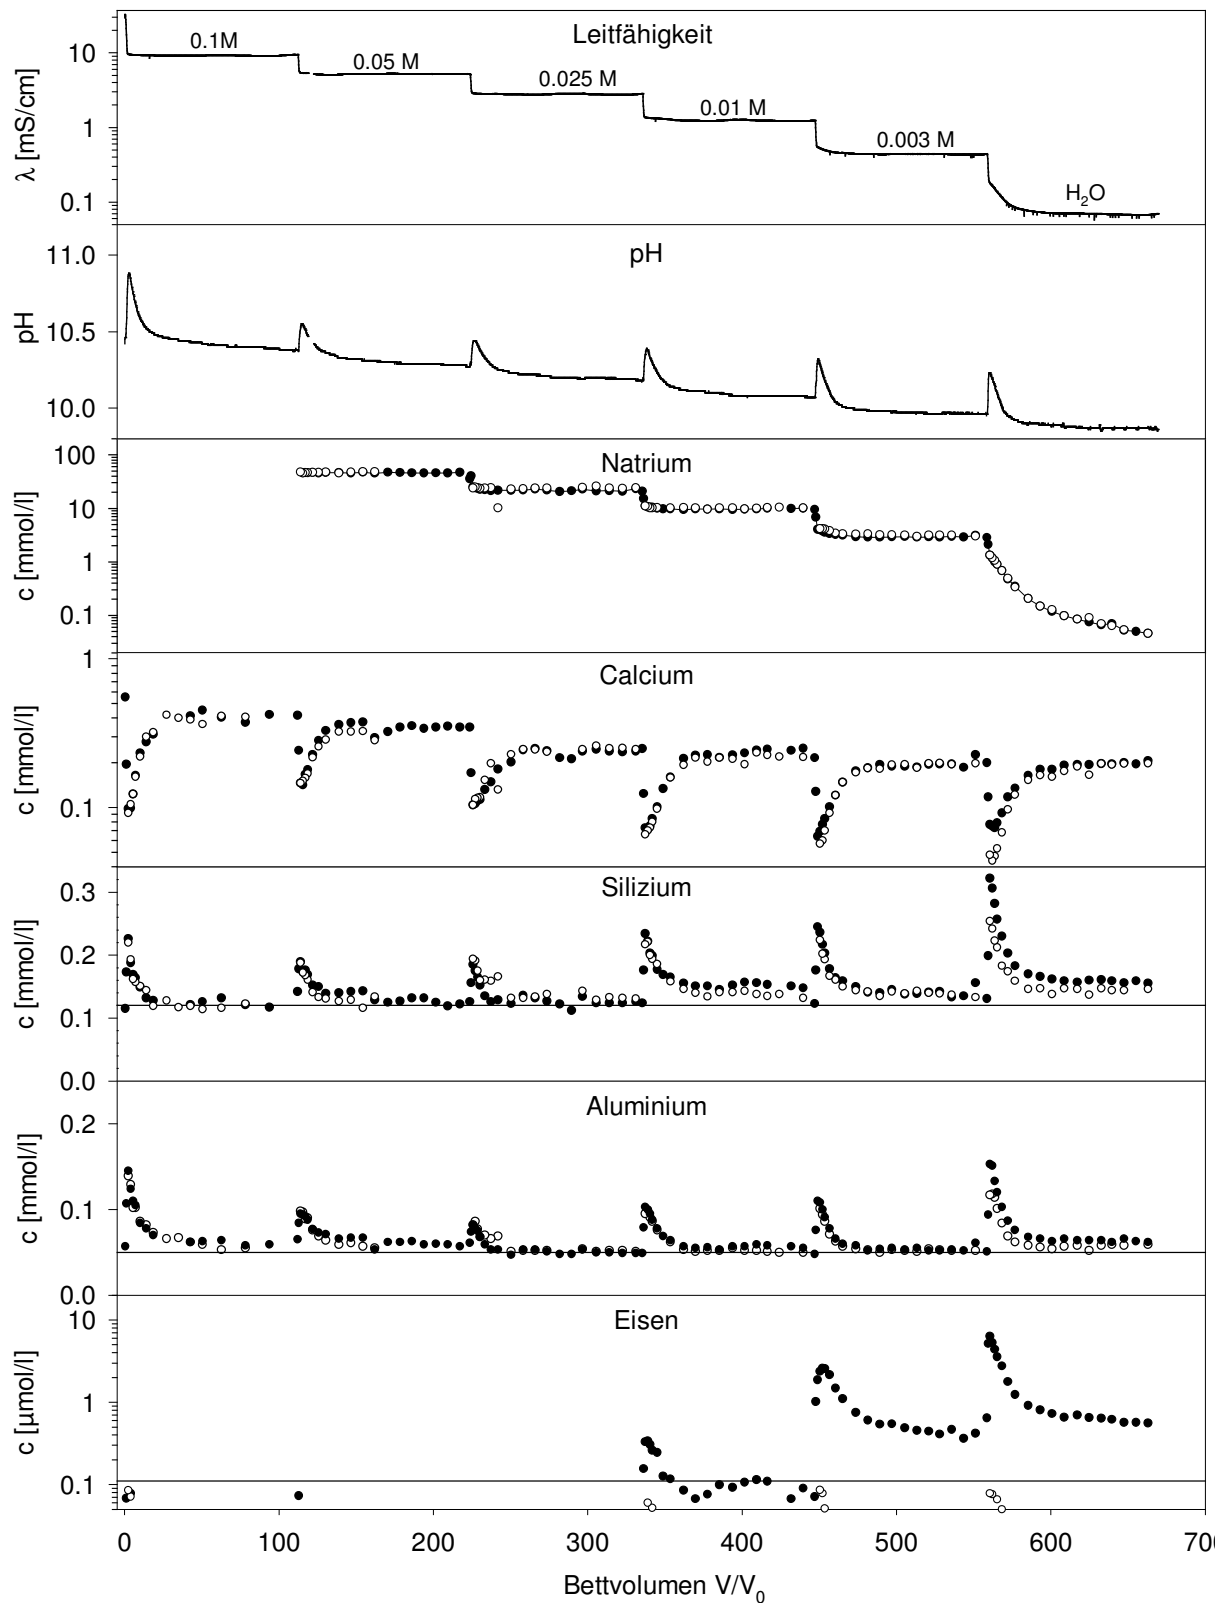 Leitfähigkeit
λ [mS/cm]
10
1
0.1
0.1M
0.05 M
0.025 M
0.01 M
0.003 M
H₂O
pH
pH
11.0
10.5
10.0
Natrium
c [mmol/l]
100
10
1
0.1
Calcium
c [mmol/l]
1
0.1
Silizium
c [mmol/l]
0.3
0.2
0.1
0.0
Aluminium
c [mmol/l]
0.2
0.1
0.0
Eisen
c [µmol/l]
10
1
0.1
0 100 200 300 400 500 600 70
Bettvolumen V/V₀